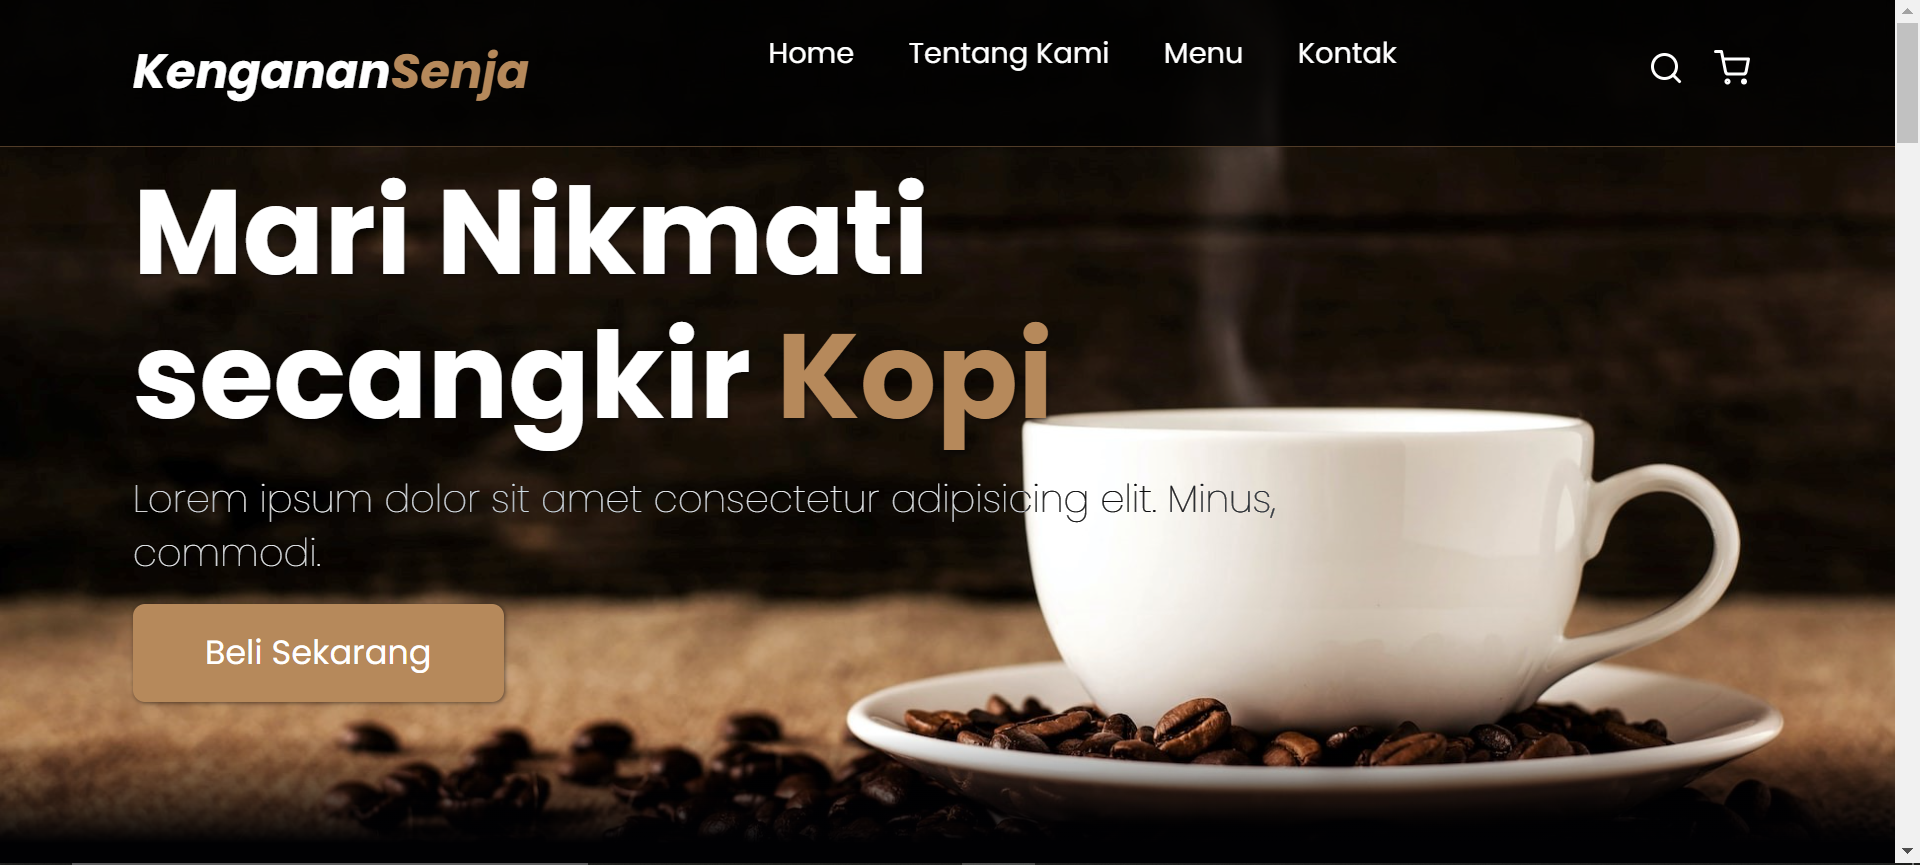 KengananSenja
Home Tentang Kami Menu Kontak
Mari Nikmati
secangkir Kopi
Lorem ipsum dolor sit amet consectetur adipisicing elit. Minus,
commodi.
Beli Sekarang